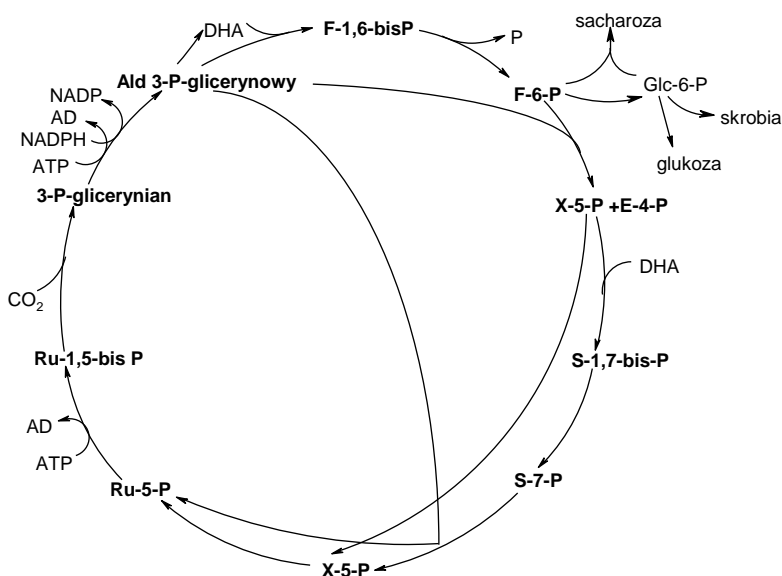 sacharoza
DHA
F-1,6-bisP
P
Ald 3-P-glicerynowy
F-6-P
Glc-6-P
NADP
AD
NADPH
ATP
skrobia
glukoza
3-P-glicerynian
X-5-P +E-4-P
DHA
CO₂
Ru-1,5-bis P
S-1,7-bis-P
AD
ATP
Ru-5-P
S-7-P
X-5-P